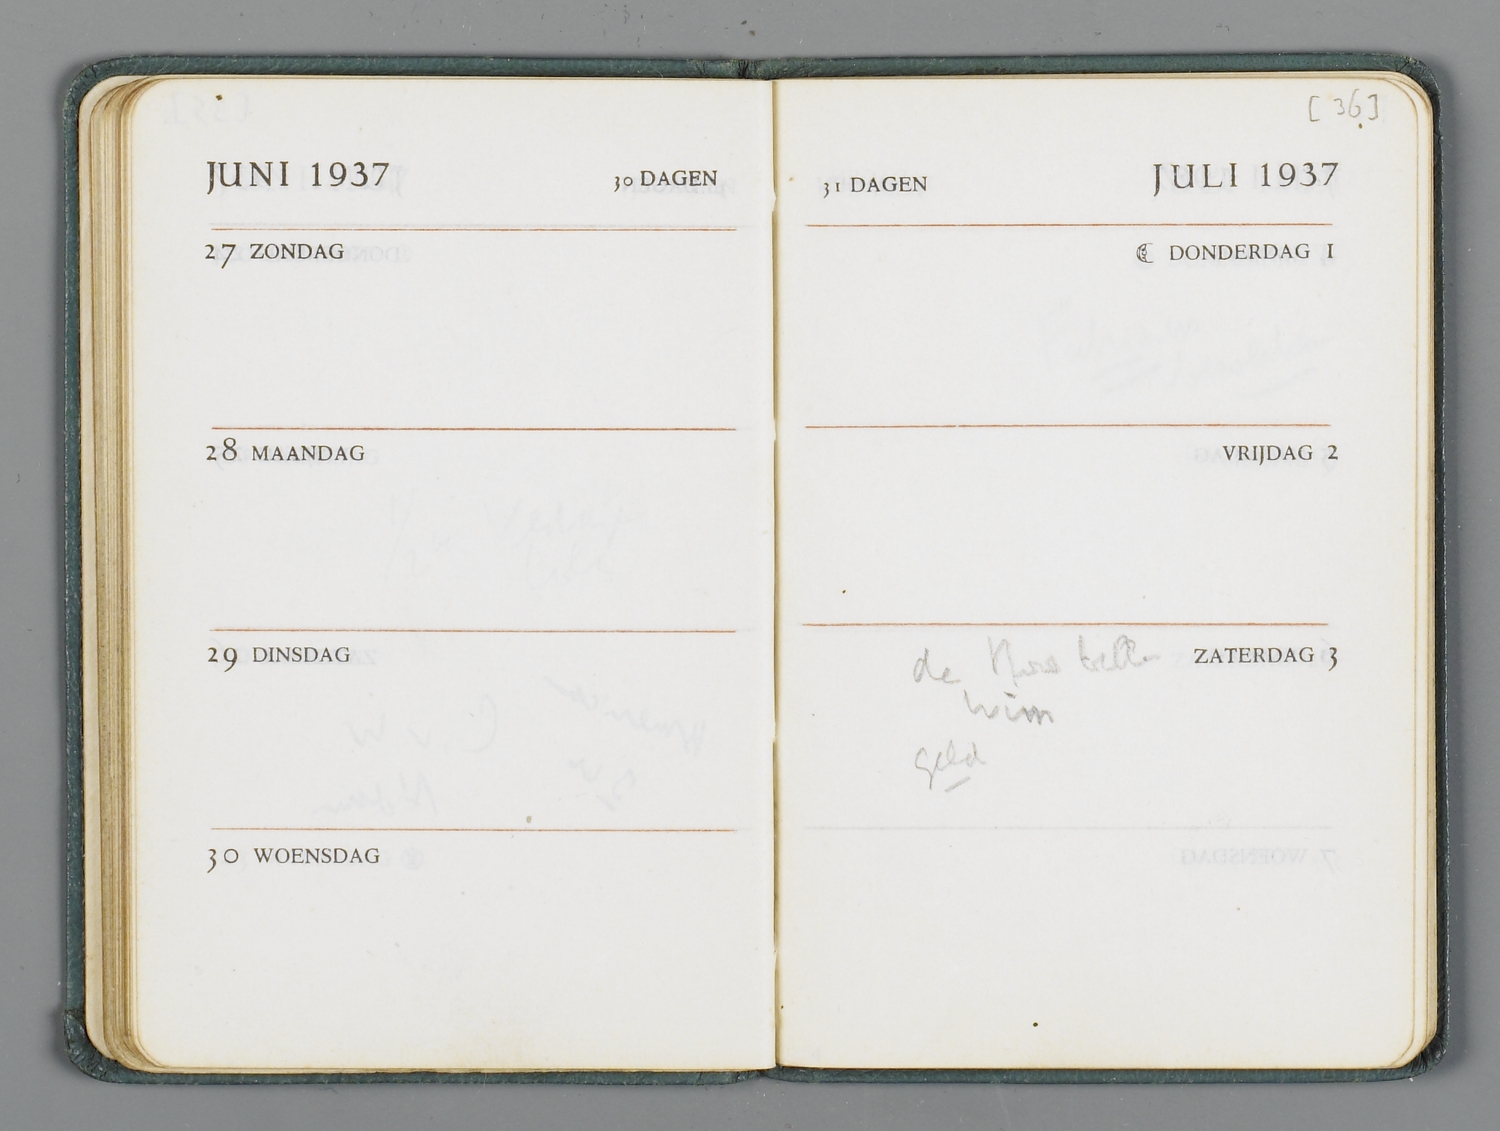 JUNI 1937
30 DAGEN
27 ZONDAG
28 MAANDAG
29 DINSDAG
30 WOENSDAG
[36]
31 DAGEN
JULI 1937
DONDERDAG 1
VRIJDAG 2
ZATERDAG 3
de
Wim
geld